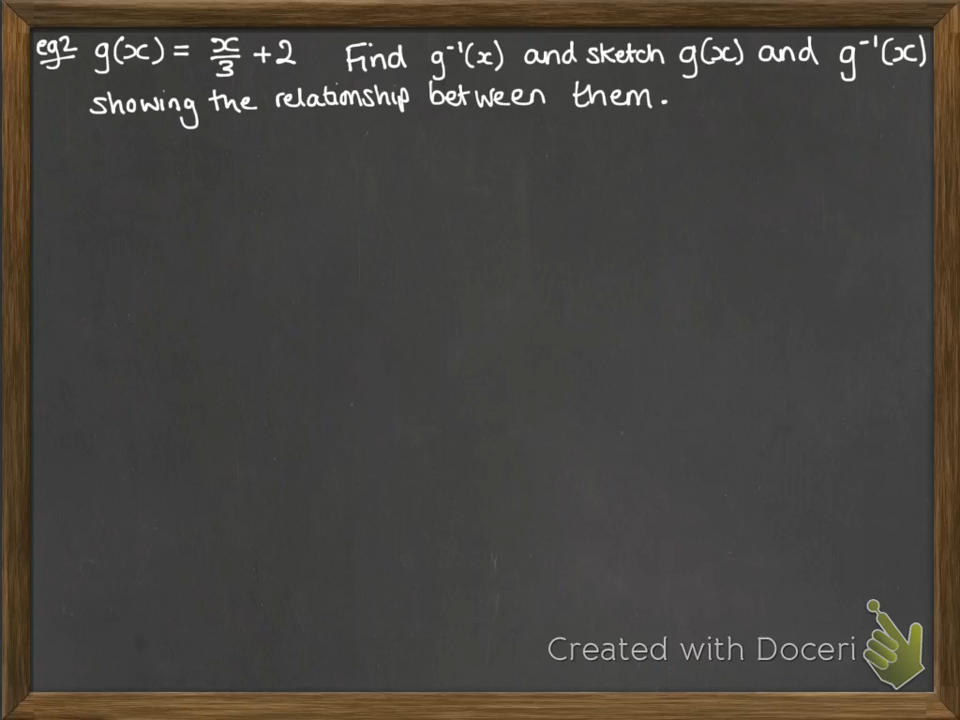 eg2 g(x) = x/3 + 2 Find g⁻¹(x) and sketch g(x) and g⁻¹(x)
showing the relationship between them.
Created with Doceri